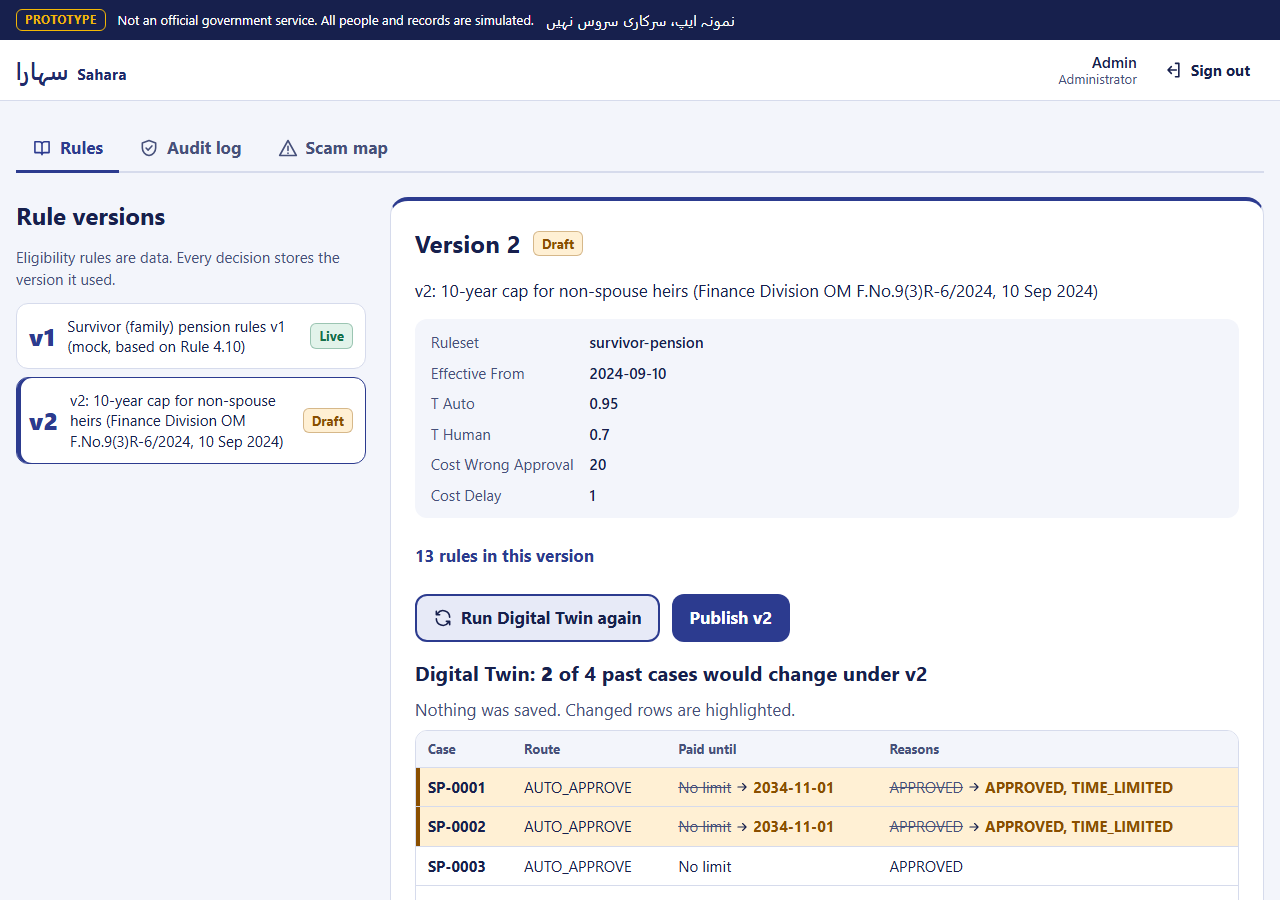 PROTOTYPE Not an official government service. All people and records are simulated. نمونہ ایپ، سرکاری سروس نہیں
سہارا Sahara
Admin
Administrator
Sign out
Rules Audit log Scam map
Rule versions
Eligibility rules are data. Every decision stores the
version it used.
v1 Survivor (family) pension rules v1
(mock, based on Rule 4.10)
Live
v2 v2: 10-year cap for non-spouse
heirs (Finance Division OM
F.No.9(3)R-6/2024, 10 Sep 2024)
Draft
Version 2 Draft
v2: 10-year cap for non-spouse heirs (Finance Division OM F.No.9(3)R-6/2024, 10 Sep 2024)
Ruleset survivor-pension
Effective From 2024-09-10
T Auto 0.95
T Human 0.7
Cost Wrong Approval 20
Cost Delay 1
13 rules in this version
Run Digital Twin again Publish v2
Digital Twin: 2 of 4 past cases would change under v2
Nothing was saved. Changed rows are highlighted.
Case Route Paid until Reasons
SP-0001 AUTO_APPROVE No limit → 2034-11-01 APPROVED → APPROVED, TIME_LIMITED
SP-0002 AUTO_APPROVE No limit → 2034-11-01 APPROVED → APPROVED, TIME_LIMITED
SP-0003 AUTO_APPROVE No limit APPROVED